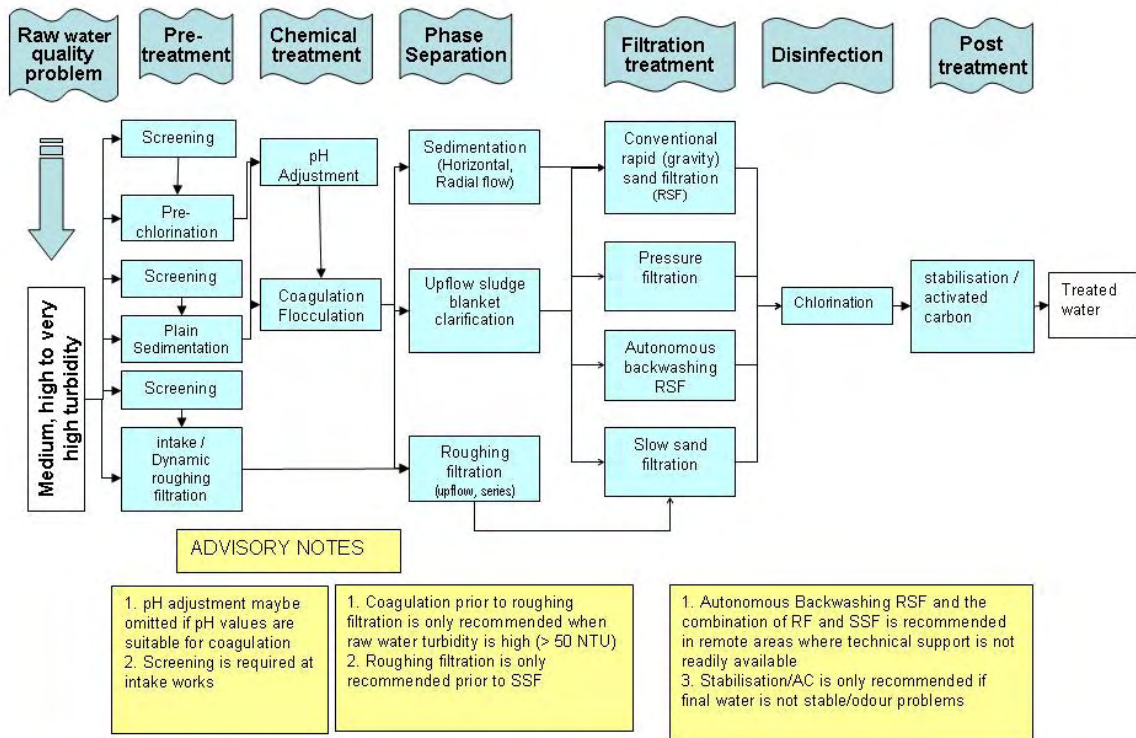 Raw water
quality
problem
Pre-
treatment
Chemical
treatment
Phase
Separation
Filtration
treatment
Disinfection
Post
treatment
Medium, high to very
high turbidity
Screening
Pre-
chlorination
Screening
Plain
Sedimentation
Screening
intake /
Dynamic
roughing
filtration
pH
Adjustment
Coagulation
Flocculation
Sedimentation
(Horizontal,
Radial flow)
Upflow sludge
blanket
clarification
Roughing
filtration
(upflow, series)
Conventional
rapid (gravity)
sand filtration
(RSF)
Pressure
filtration
Autonomous
backwashing
RSF
Slow sand
filtration
Chlorination
stabilisation /
activated
carbon
Treated
water
ADVISORY NOTES
1. pH adjustment maybe
omitted if pH values are
suitable for coagulation
2. Screening is required at
intake works
1. Coagulation prior to roughing
filtration is only recommended when
raw water turbidity is high (> 50 NTU)
2. Roughing filtration is only
recommended prior to SSF
1. Autonomous Backwashing RSF and the
combination of RF and SSF is recommended
in remote areas where technical support is not
readily available
3. Stabilisation/AC is only recommended if
final water is not stable/odour problems